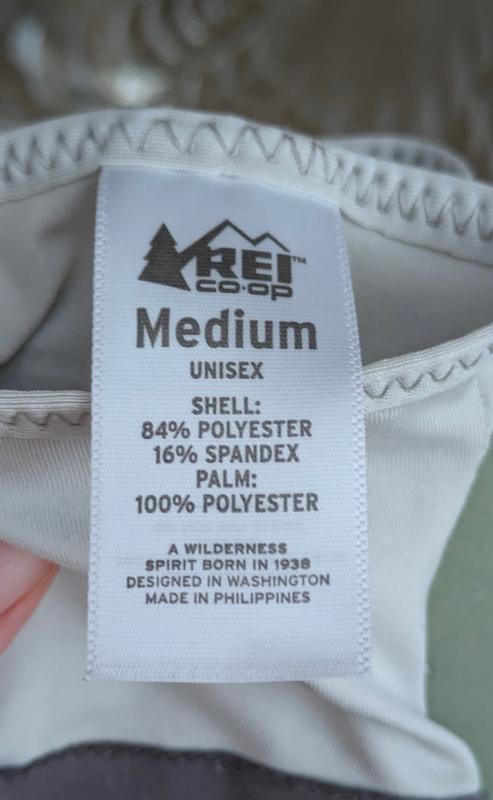 REI™
co·op
Medium
UNISEX
SHELL:
84% POLYESTER
16% SPANDEX
PALM:
100% POLYESTER
A WILDERNESS
SPIRIT BORN IN 1938
DESIGNED IN WASHINGTON
MADE IN PHILIPPINES